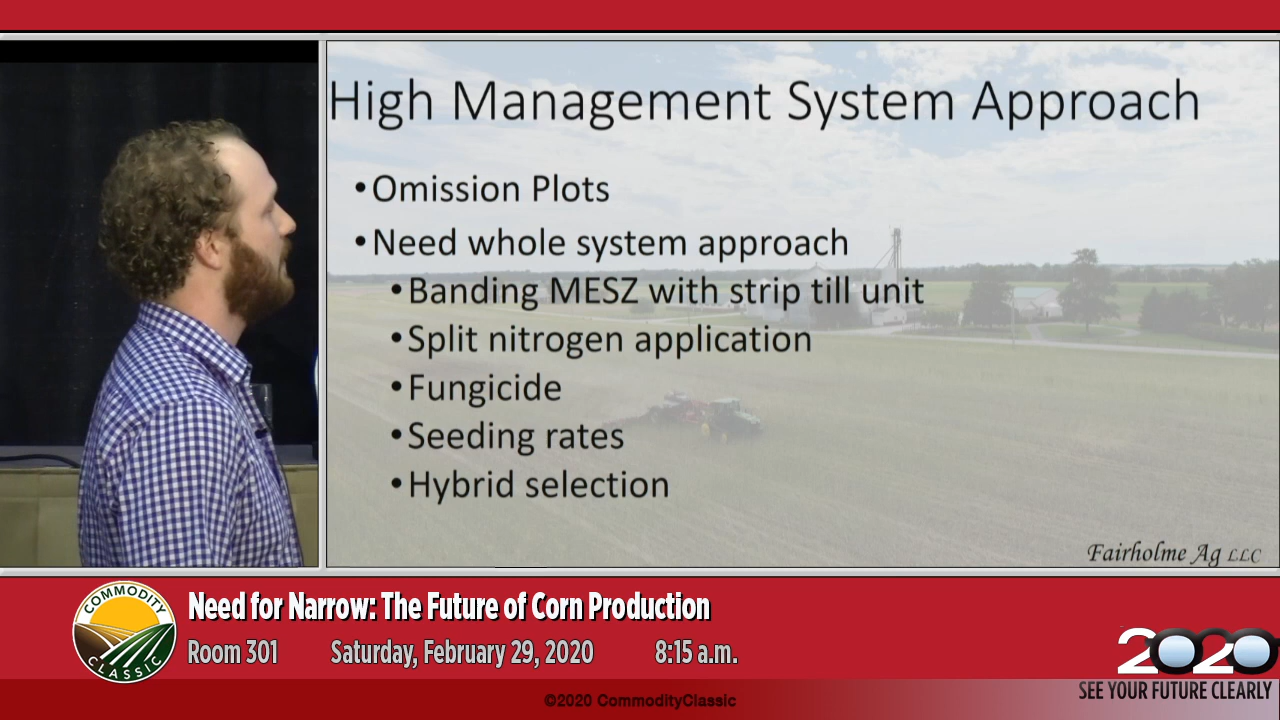 High Management System Approach
•Omission Plots
•Need whole system approach
•Banding MESZ with strip till unit
•Split nitrogen application
•Fungicide
•Seeding rates
•Hybrid selection
Fairholme Ag LLC
COMMODITY
CLASSIC
Need for Narrow: The Future of Corn Production
Room 301 Saturday, February 29, 2020 8:15 a.m.
2020
SEE YOUR FUTURE CLEARLY
©2020 CommodityClassic